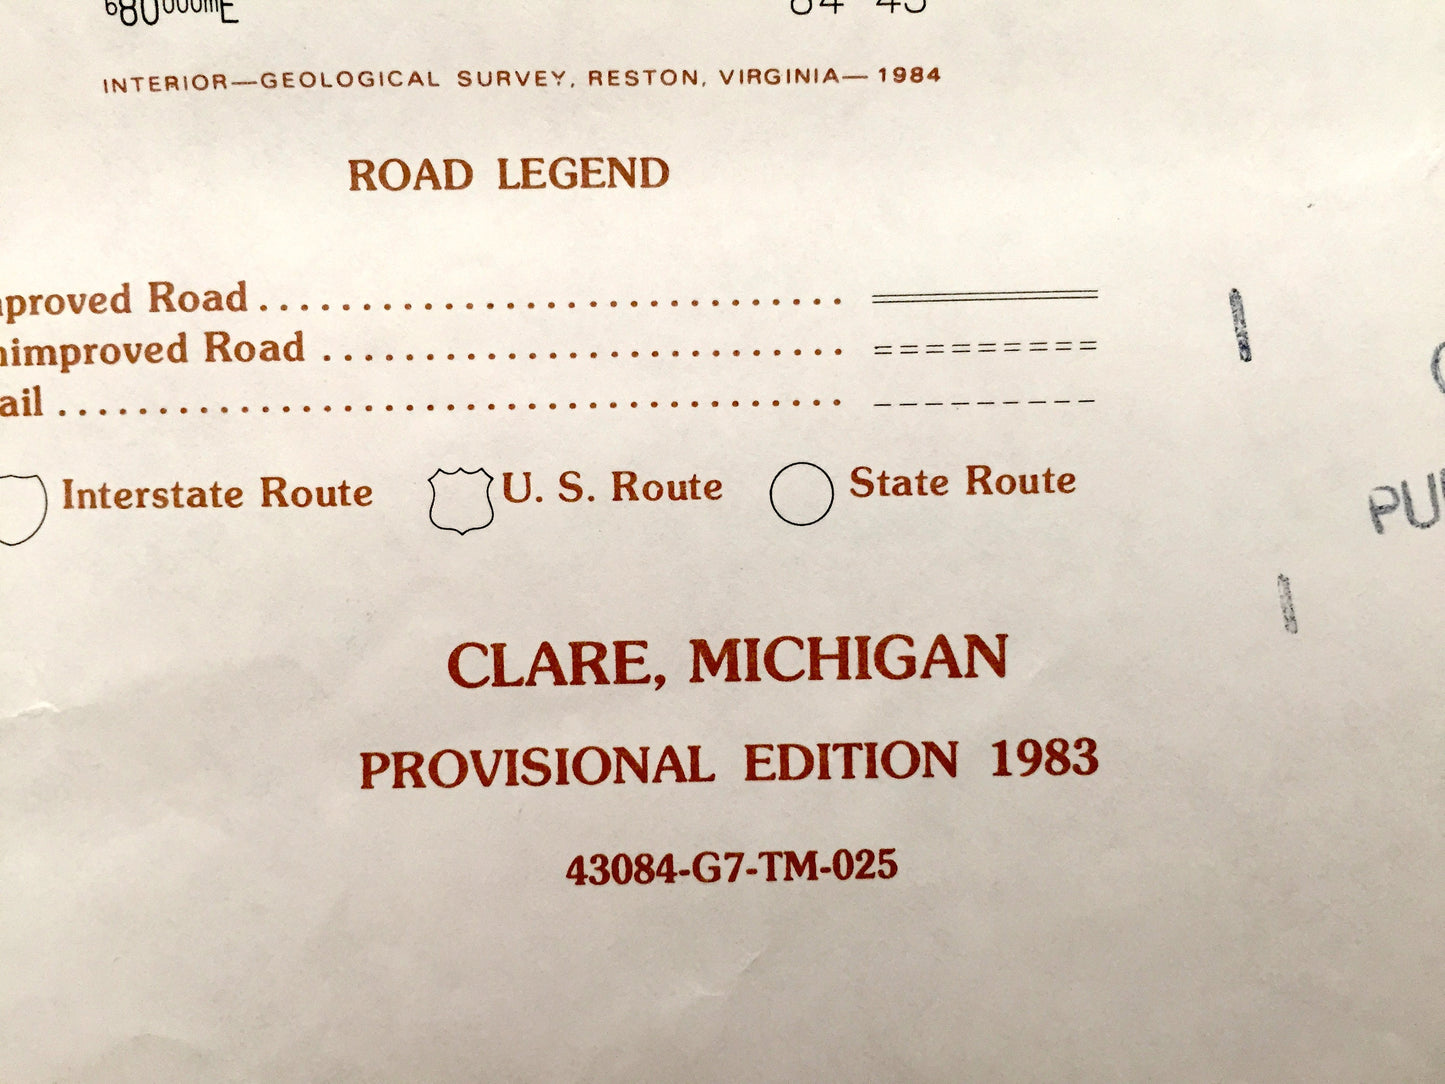 ⁶80⁰⁰⁰ᵐE
INTERIOR—GEOLOGICAL SURVEY, RESTON, VIRGINIA—1984
ROAD LEGEND
proved Road
nimproved Road
ail
Interstate Route U. S. Route State Route
CLARE, MICHIGAN
PROVISIONAL EDITION 1983
43084-G7-TM-025